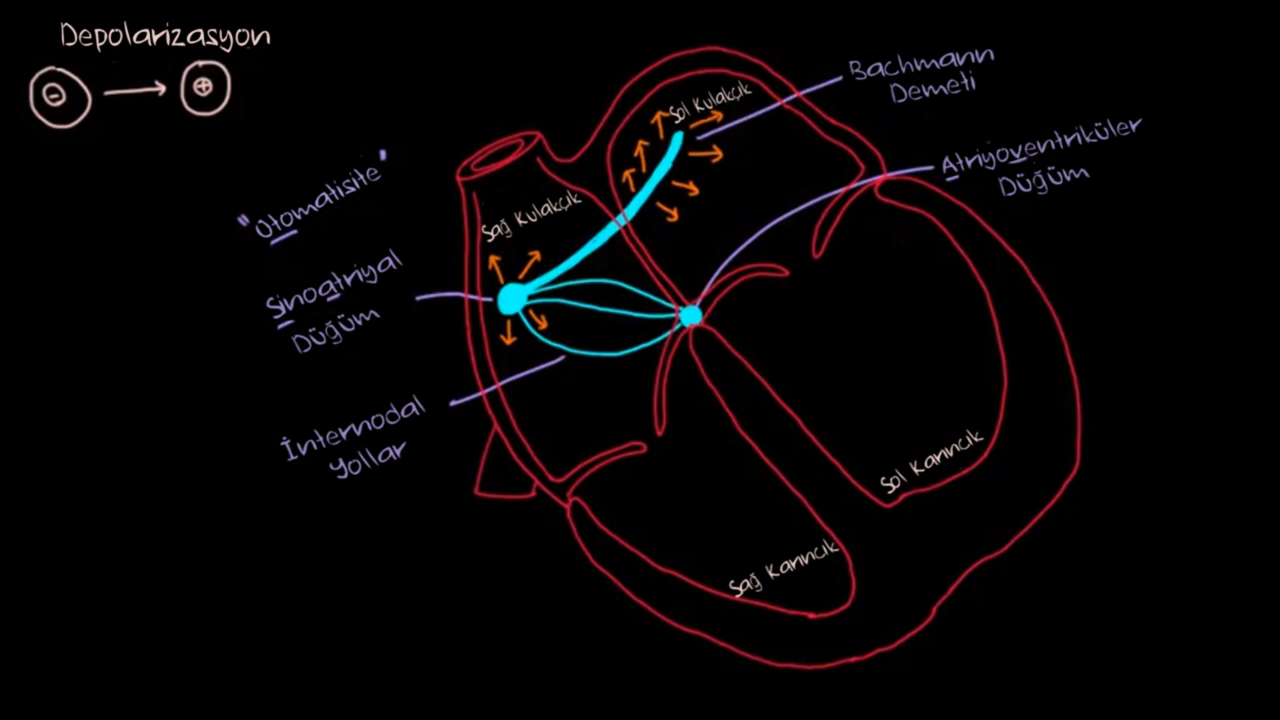 Depolarizasyon
Bachmann
Demeti
Sol Kulakçık
Atriyoventriküler
Düğüm
"Otomatisite"
Sağ Kulakçık
Sinoatriyal
Düğüm
İnternodal
Yollar
Sol Karıncık
Sağ Karıncık